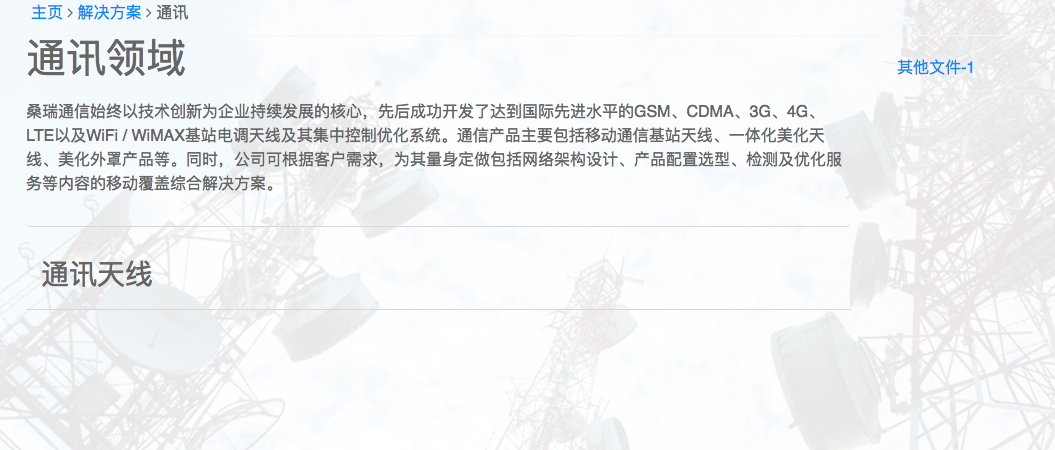 主页 > 解决方案 > 通讯
通讯领域
其他文件-1
桑瑞通信始终以技术创新为企业持续发展的核心，先后成功开发了达到国际先进水平的GSM、CDMA、3G、4G、
LTE以及WiFi / WiMAX基站电调天线及其集中控制优化系统。通信产品主要包括移动通信基站天线、一体化美化天
线、美化外罩产品等。同时，公司可根据客户需求，为其量身定做包括网络架构设计、产品配置选型、检测及优化服
务等内容的移动覆盖综合解决方案。
通讯天线